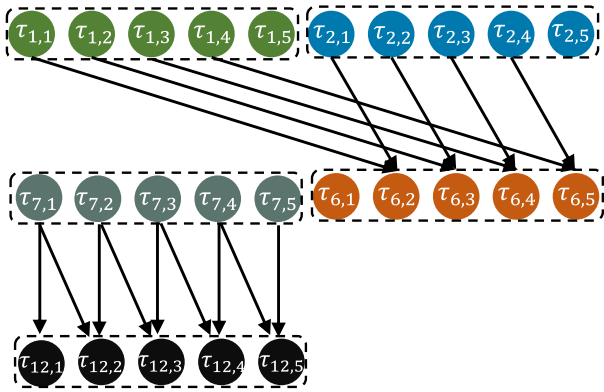 τ1,1 τ1,2 τ1,3 τ1,4 τ1,5 τ2,1 τ2,2 τ2,3 τ2,4 τ2,5
τ7,1 τ7,2 τ7,3 τ7,4 τ7,5 τ6,1 τ6,2 τ6,3 τ6,4 τ6,5
τ12,1 τ12,2 τ12,3 τ12,4 τ12,5